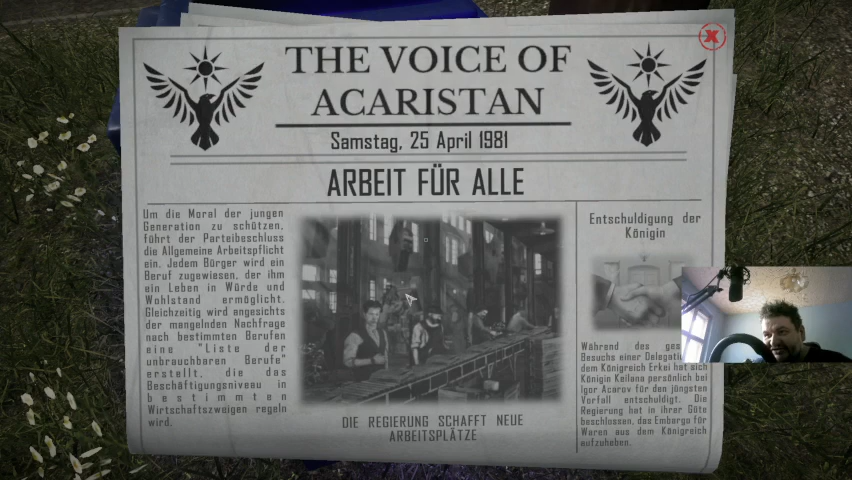 THE VOICE OF
ACARISTAN
Samstag, 25 April 1981
ARBEIT FÜR ALLE
Um die Moral der jungen
Generation zu schützen,
führt der Parteibeschluss
die Allgemeine Arbeitspflicht
ein. Jedem Bürger wird ein
Beruf zugewiesen, der ihm
ein Leben in Würde und
Wohlstand ermöglicht.
Gleichzeitig wird angesichts
der mangelnden Nachfrage
nach bestimmten Berufen
eine "Liste der
unbrauchbaren Berufe"
erstellt, die das
Beschäftigungsniveau in
bestimmten
Wirtschaftszweigen regeln
wird.
DIE REGIERUNG SCHAFFT NEUE
ARBEITSPLÄTZE
Entschuldigung der
Königin
Während des
Besuchs einer
dem Königreich Erkei hat sich
Königin Keilana persönlich bei
Igor Acarov für den jüngsten
Vorfall entschuldigt. Die
Regierung hat in ihrer Güte
beschlossen, das Embargo für
Waren aus dem Königreich
aufzuheben.
X